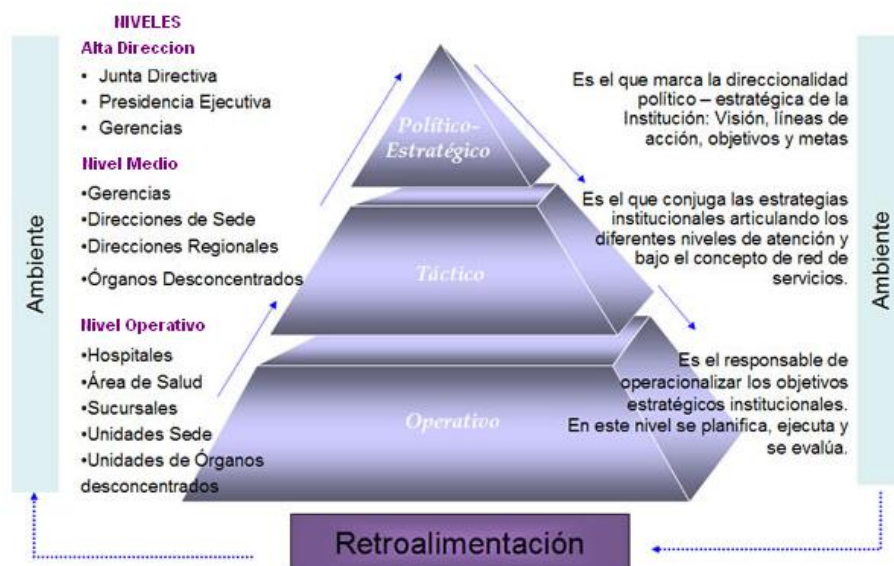 NIVELES
Alta Direccion
• Junta Directiva
• Presidencia Ejecutiva
• Gerencias
Nivel Medio
•Gerencias
•Direcciones de Sede
•Direcciones Regionales
•Órganos Desconcentrados
Nivel Operativo
•Hospitales
•Área de Salud
•Sucursales
•Unidades Sede
•Unidades de Órganos
desconcentrados
Ambiente
Político-
Estratégico
Táctico
Operativo
Es el que marca la direccionalidad
político – estratégica de la
Institución: Visión, líneas de
acción, objetivos y metas
Es el que conjuga las estrategias
institucionales articulando los
diferentes niveles de atención y
bajo el concepto de red de
servicios.
Es el responsable de
operacionalizar los objetivos
estratégicos institucionales.
En este nivel se planifica, ejecuta y
se evalúa.
Ambiente
Retroalimentación